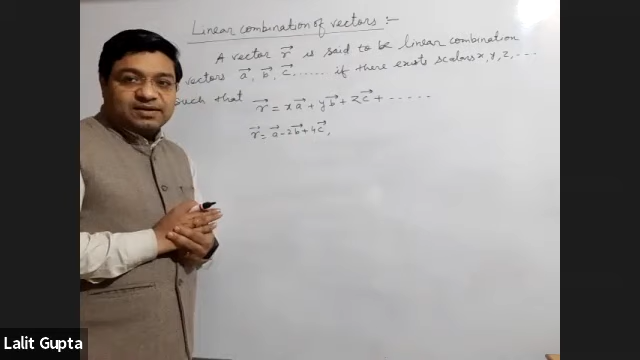 Linear combination of vectors :-
A vector r⃗ is said to be linear combination
vectors a⃗, b⃗, c⃗, ...... if there exists scalars x, y, z, ....
such that r⃗ = xa⃗ + yb⃗ + zc⃗ + .....
r⃗ = a⃗ - 2b⃗ + 4c⃗,
Lalit Gupta